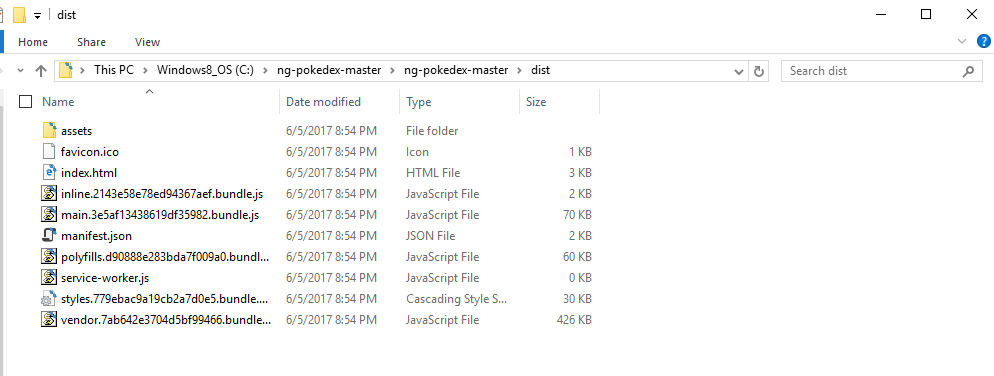 dist
Home Share View
This PC Windows8_OS (C:) ng-pokedex-master ng-pokedex-master dist Search dist
Name Date modified Type Size
assets 6/5/2017 8:54 PM File folder
favicon.ico 6/5/2017 8:54 PM Icon 1 KB
index.html 6/5/2017 8:54 PM HTML File 3 KB
inline.2143e58e78ed94367aef.bundle.js 6/5/2017 8:54 PM JavaScript File 2 KB
main.3e5af13438619df35982.bundle.js 6/5/2017 8:54 PM JavaScript File 70 KB
manifest.json 6/5/2017 8:54 PM JSON File 2 KB
polyfills.d90888e283bda7f009a0.bundl... 6/5/2017 8:54 PM JavaScript File 60 KB
service-worker.js 6/5/2017 8:54 PM JavaScript File 0 KB
styles.779ebac9a19cb2a7d0e5.bundle.... 6/5/2017 8:54 PM Cascading Style S... 30 KB
vendor.7ab642e3704d5bf99466.bundle... 6/5/2017 8:54 PM JavaScript File 426 KB